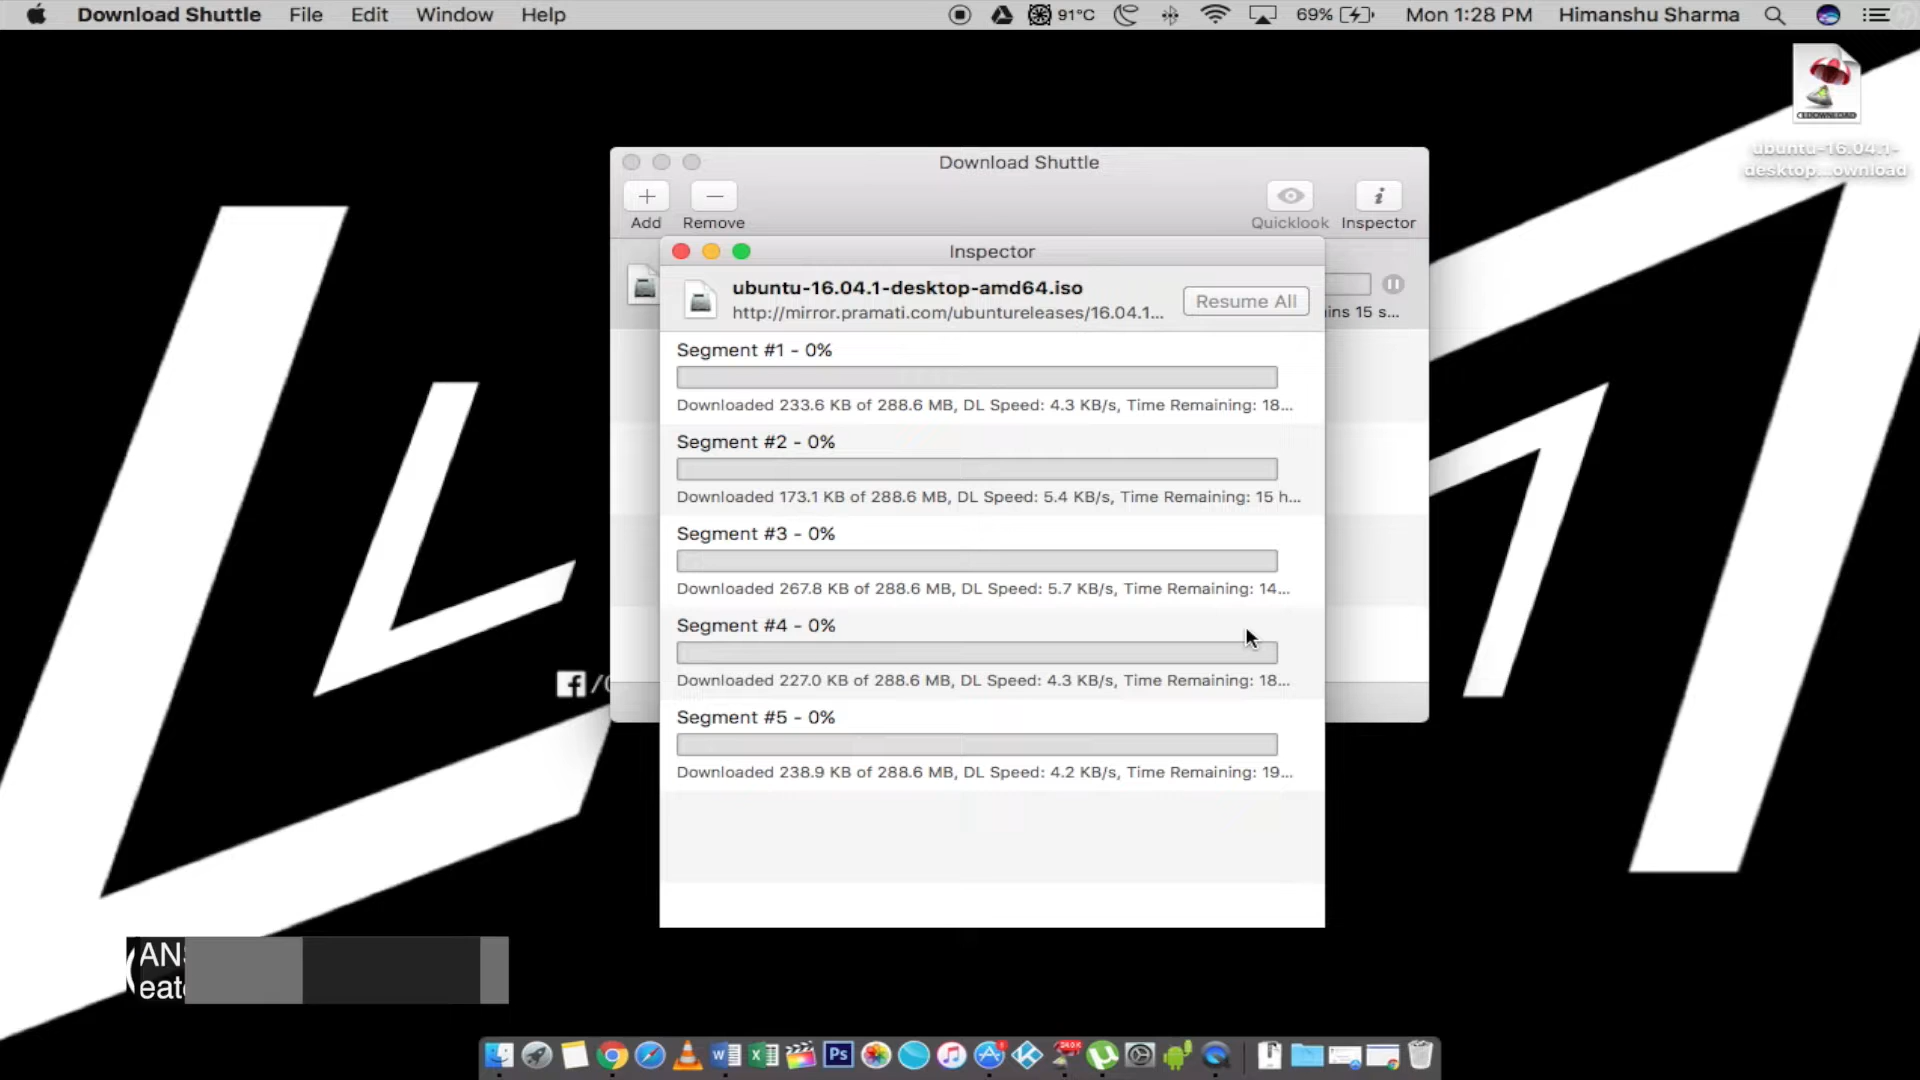 Download Shuttle File Edit Window Help 91°C 69% Mon 1:28 PM Himanshu Sharma
CEDOWNLOAD
ubuntu-16.04.1-
desktop...ownload
Download Shuttle
Add Remove Quicklook Inspector
Inspector
ubuntu-16.04.1-desktop-amd64.iso
http://mirror.pramati.com/ubuntureleases/16.04.1...
Resume All
ins 15 s...
Segment #1 - 0%
Downloaded 233.6 KB of 288.6 MB, DL Speed: 4.3 KB/s, Time Remaining: 18...
Segment #2 - 0%
Downloaded 173.1 KB of 288.6 MB, DL Speed: 5.4 KB/s, Time Remaining: 15 h...
Segment #3 - 0%
Downloaded 267.8 KB of 288.6 MB, DL Speed: 5.7 KB/s, Time Remaining: 14...
Segment #4 - 0%
Downloaded 227.0 KB of 288.6 MB, DL Speed: 4.3 KB/s, Time Remaining: 18...
Segment #5 - 0%
Downloaded 238.9 KB of 288.6 MB, DL Speed: 4.2 KB/s, Time Remaining: 19...
Ps